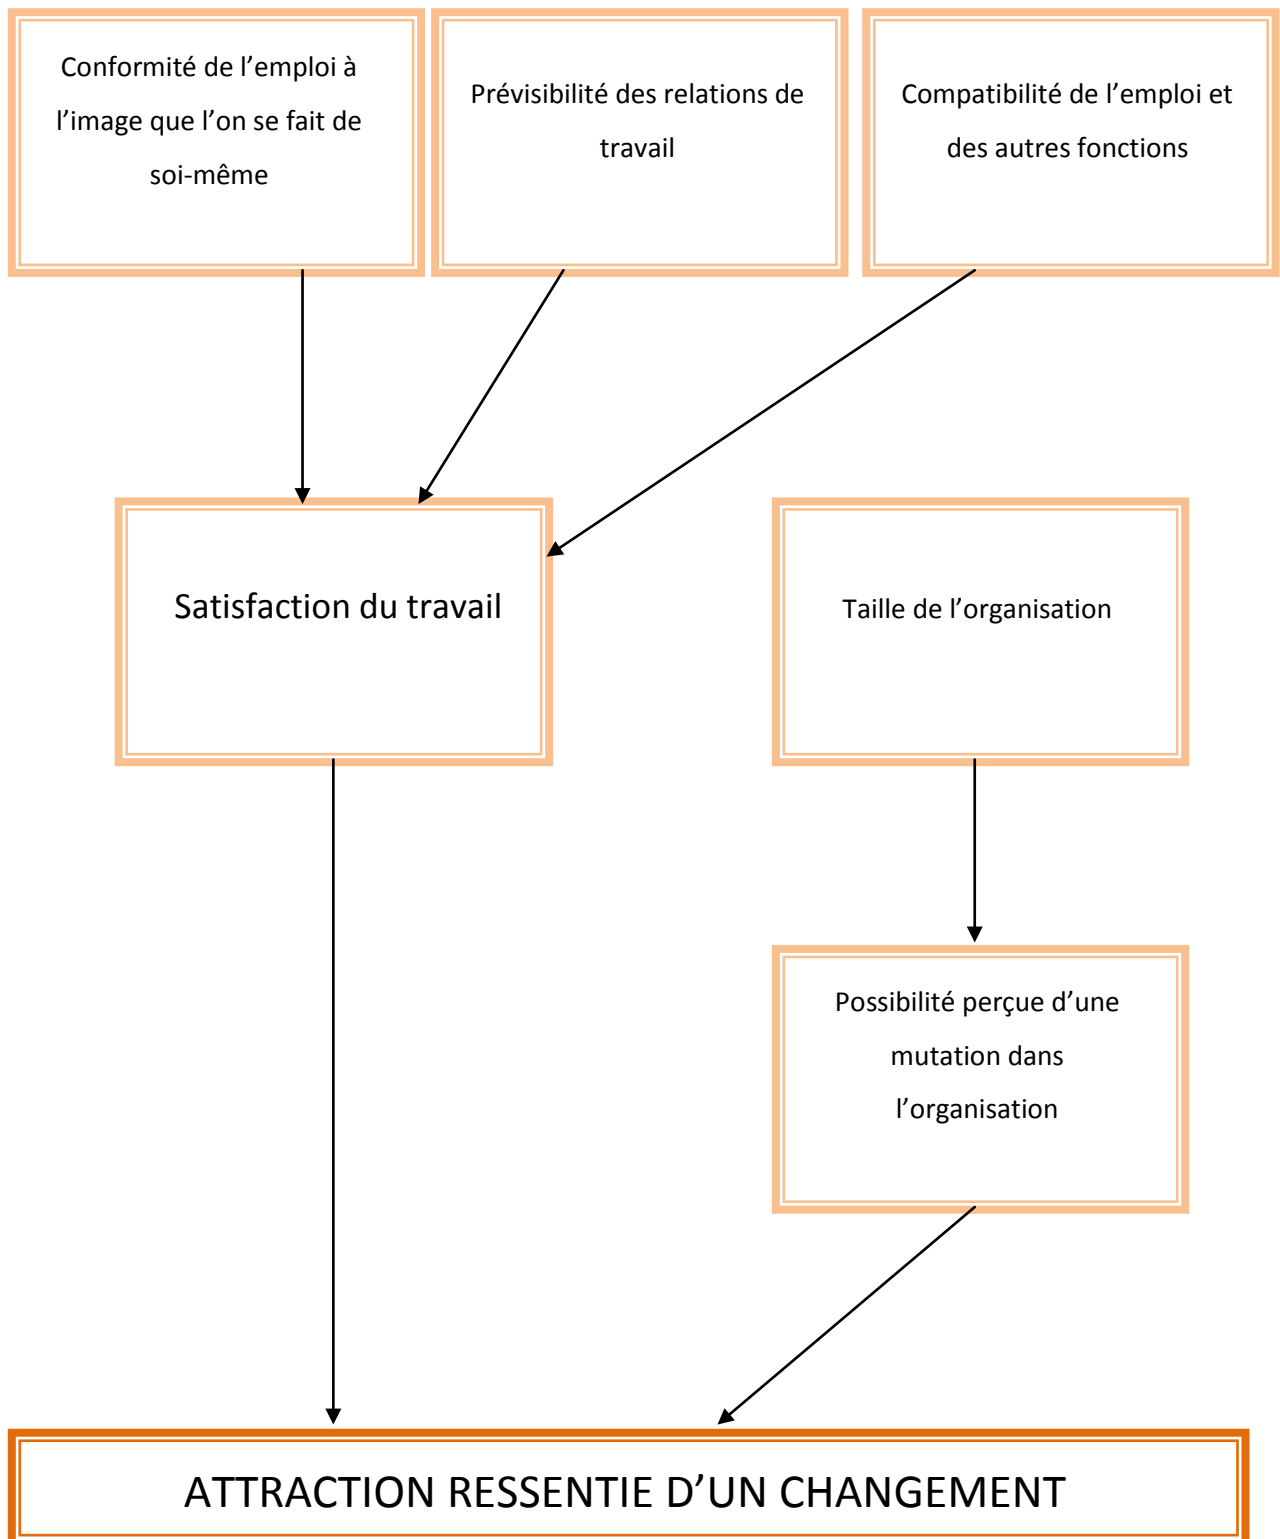 Conformité de l’emploi à
l’image que l’on se fait de
soi-même
Prévisibilité des relations de
travail
Compatibilité de l’emploi et
des autres fonctions
Satisfaction du travail
Taille de l’organisation
Possibilité perçue d’une
mutation dans
l’organisation
ATTRACTION RESSENTIE D’UN CHANGEMENT